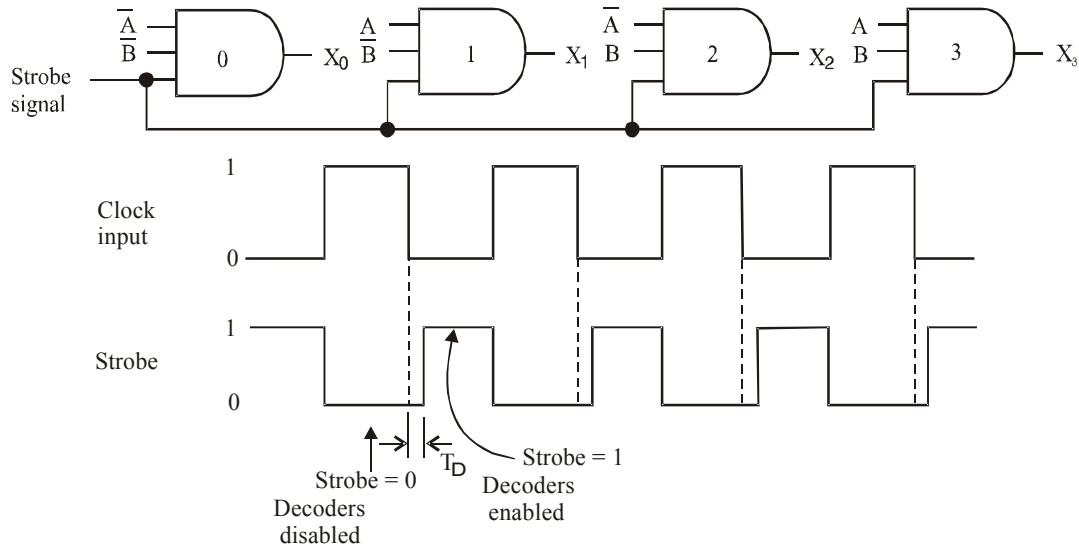 A̅ B̅ 0 X₀
A B̅ 1 X₁
A̅ B 2 X₂
A B 3 X₃
Strobe
signal
1
Clock
input
0
1
Strobe
0
T_D
Strobe = 0
Decoders
disabled
Strobe = 1
Decoders
enabled